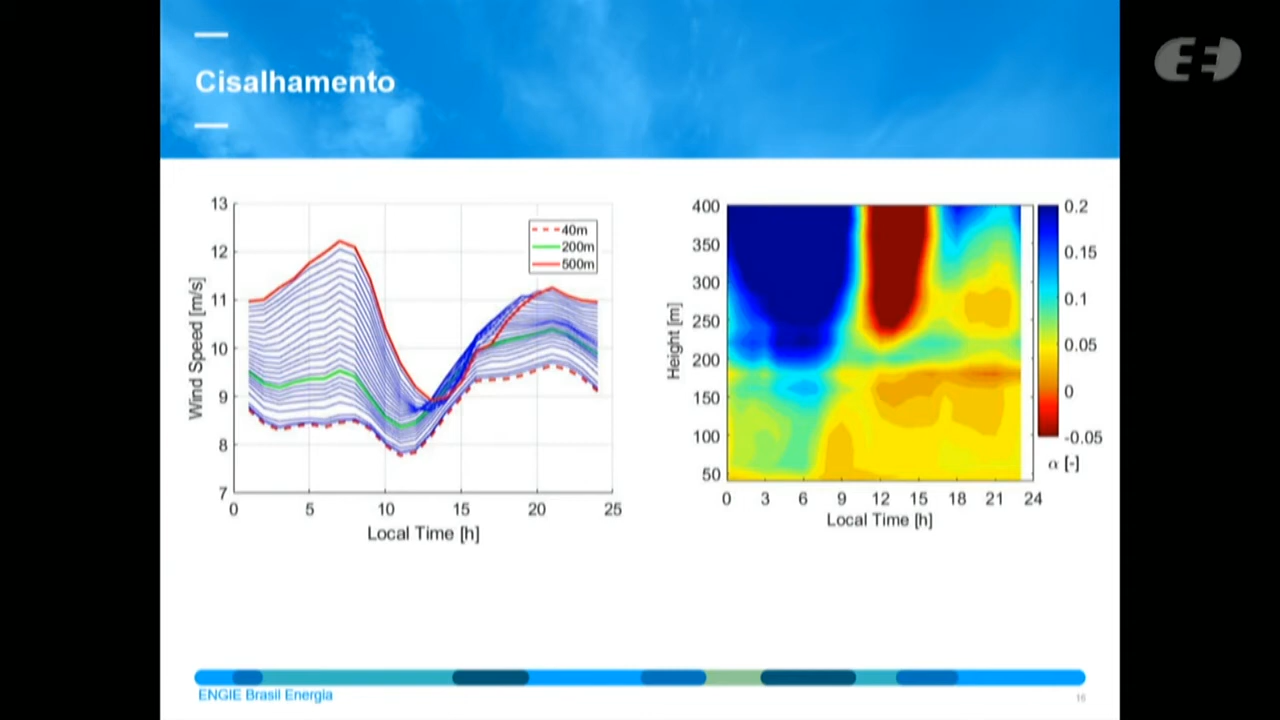 Cisalhamento
13
12
11
10
9
8
7
0 5 10 15 20 25
Wind Speed [m/s]
Local Time [h]
40m
200m
500m
400
350
300
250
200
150
100
50
0 3 6 9 12 15 18 21 24
Height [m]
Local Time [h]
0.2
0.15
0.1
0.05
0
-0.05
α [-]
ENGIE Brasil Energia
16